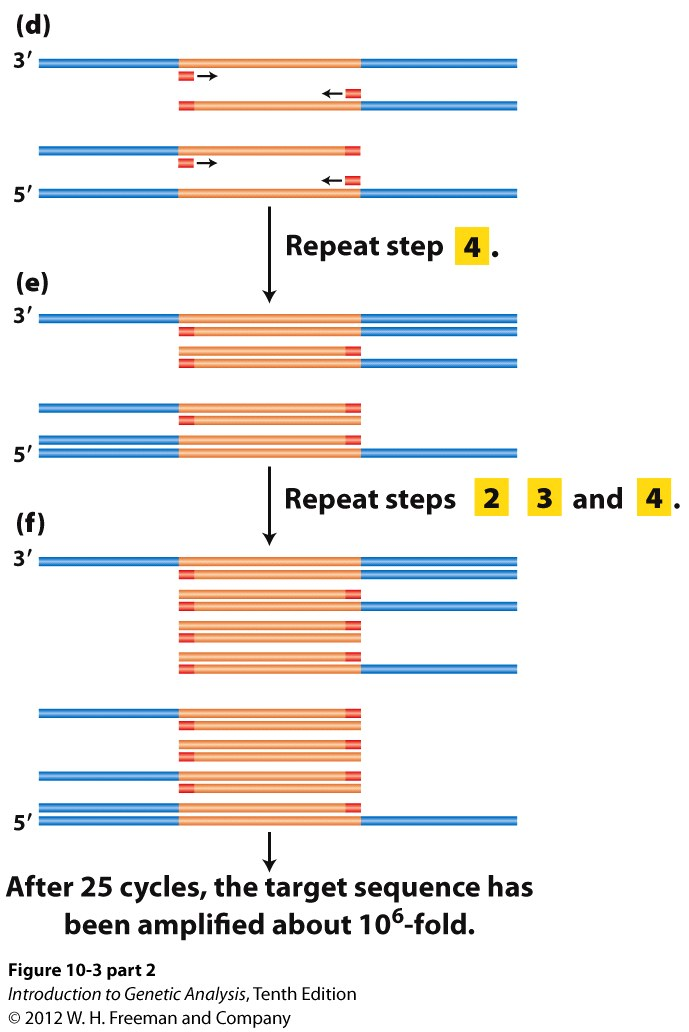 (d)
3′
5′
Repeat step 4.
(e)
3′
5′
Repeat steps 2 3 and 4.
(f)
3′
5′
After 25 cycles, the target sequence has
been amplified about 10⁶-fold.
Figure 10-3 part 2
Introduction to Genetic Analysis, Tenth Edition
© 2012 W. H. Freeman and Company